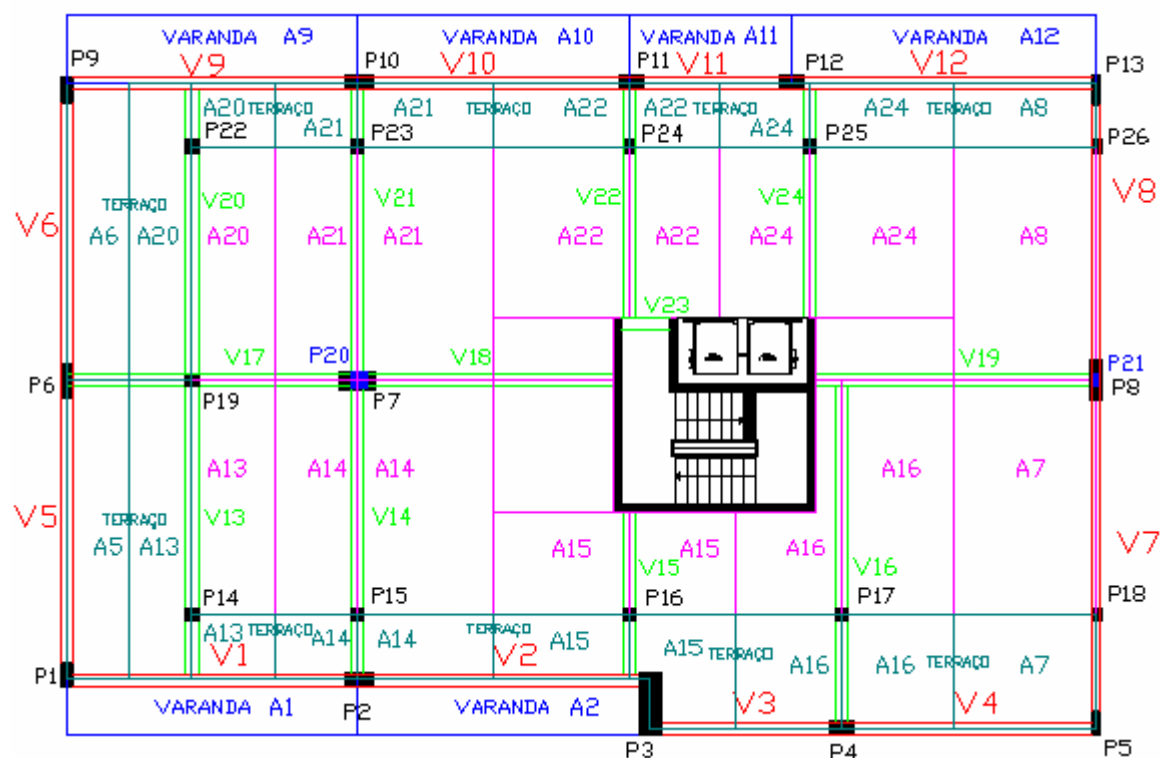 VARANDA A9 VARANDA A10 VARANDA A11 VARANDA A12
P9 V9 P10 V10 P11 V11 P12 V12 P13
A20 TERRAÇO A21 TERRAÇO A22 A22 TERRAÇO A24 TERRAÇO A8
P22 A21 P23 P24 A24 P25 P26
V20 V21 V22 V24 V8
TERRAÇO
V6 A6 A20 A20 A21 A21 A22 A22 A24 A24 A8
V23
V17 P20 V18 V19 P21
P6 P19 P7 P8
A13 A14 A14 A16 A7
V5 TERRAÇO V13 V14
A5 A13 A15 A15 A16 V7
V15 V16
P14 P15 P16 P17 P18
A13 TERRAÇO A14 A14 TERRAÇO A15 A15 TERRAÇO A16 A16 TERRAÇO A7
P1 V1 V2
VARANDA A1 P2 VARANDA A2 V3 V4
P3 P4 P5